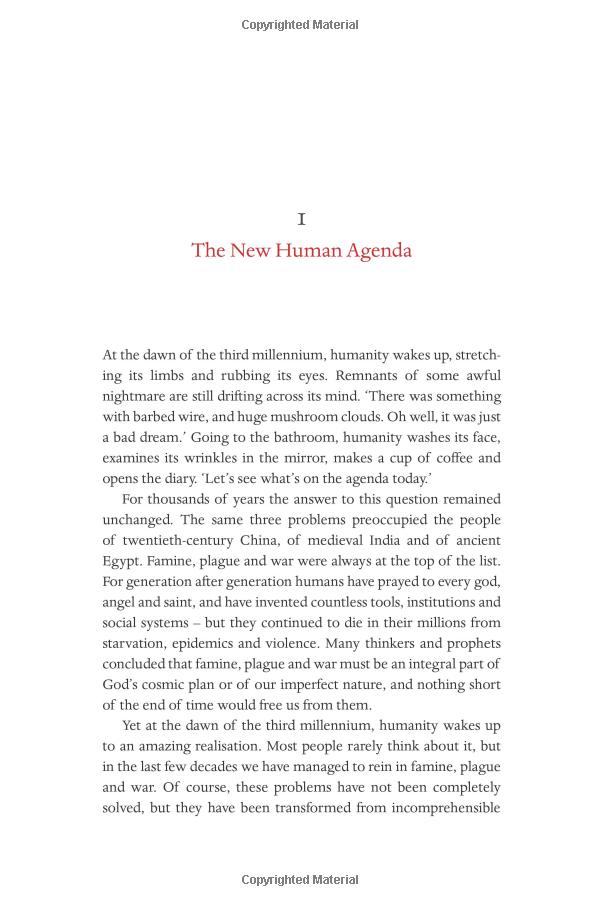 Copyrighted Material
1
The New Human Agenda
At the dawn of the third millennium, humanity wakes up, stretch-
ing its limbs and rubbing its eyes. Remnants of some awful
nightmare are still drifting across its mind. ‘There was something
with barbed wire, and huge mushroom clouds. Oh well, it was just
a bad dream.’ Going to the bathroom, humanity washes its face,
examines its wrinkles in the mirror, makes a cup of coffee and
opens the diary. ‘Let’s see what’s on the agenda today.’
For thousands of years the answer to this question remained
unchanged. The same three problems preoccupied the people
of twentieth-century China, of medieval India and of ancient
Egypt. Famine, plague and war were always at the top of the list.
For generation after generation humans have prayed to every god,
angel and saint, and have invented countless tools, institutions and
social systems – but they continued to die in their millions from
starvation, epidemics and violence. Many thinkers and prophets
concluded that famine, plague and war must be an integral part of
God’s cosmic plan or of our imperfect nature, and nothing short
of the end of time would free us from them.
Yet at the dawn of the third millennium, humanity wakes up
to an amazing realisation. Most people rarely think about it, but
in the last few decades we have managed to rein in famine, plague
and war. Of course, these problems have not been completely
solved, but they have been transformed from incomprehensible
Copyrighted Material